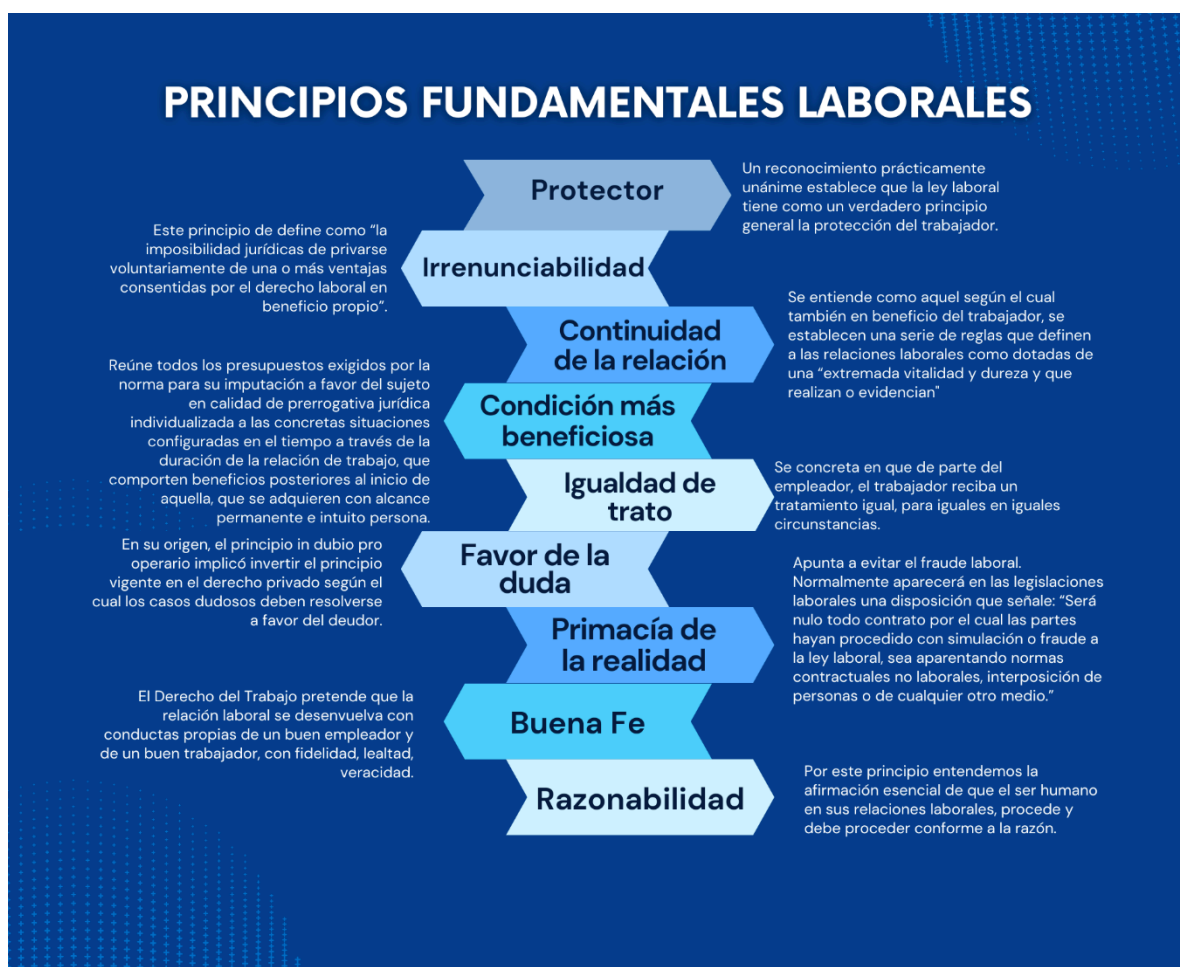 PRINCIPIOS FUNDAMENTALES LABORALES
Protector
Un reconocimiento prácticamente
unánime establece que la ley laboral
tiene como un verdadero principio
general la protección del trabajador.
Irrenunciabilidad
Este principio de define como “la
imposibilidad jurídicas de privarse
voluntariamente de una o más ventajas
consentidas por el derecho laboral en
beneficio propio”.
Continuidad
de la relación
Se entiende como aquel según el cual
también en beneficio del trabajador, se
establecen una serie de reglas que definen
a las relaciones laborales como dotadas de
una “extremada vitalidad y dureza y que
realizan o evidencian"
Condición más
beneficiosa
Reúne todos los presupuestos exigidos por la
norma para su imputación a favor del sujeto
en calidad de prerrogativa jurídica
individualizada a las concretas situaciones
configuradas en el tiempo a través de la
duración de la relación de trabajo, que
comporten beneficios posteriores al inicio de
aquella, que se adquieren con alcance
permanente e intuito persona.
Igualdad de
trato
Se concreta en que de parte del
empleador, el trabajador reciba un
tratamiento igual, para iguales en iguales
circunstancias.
Favor de la
duda
En su origen, el principio in dubio pro
operario implicó invertir el principio
vigente en el derecho privado según el
cual los casos dudosos deben resolverse
a favor del deudor.
Primacía de
la realidad
Apunta a evitar el fraude laboral.
Normalmente aparecerá en las legislaciones
laborales una disposición que señale: “Será
nulo todo contrato por el cual las partes
hayan procedido con simulación o fraude a
la ley laboral, sea aparentando normas
contractuales no laborales, interposición de
personas o de cualquier otro medio.”
Buena Fe
El Derecho del Trabajo pretende que la
relación laboral se desenvuelva con
conductas propias de un buen empleador y
de un buen trabajador, con fidelidad, lealtad,
veracidad.
Razonabilidad
Por este principio entendemos la
afirmación esencial de que el ser humano
en sus relaciones laborales, procede y
debe proceder conforme a la razón.